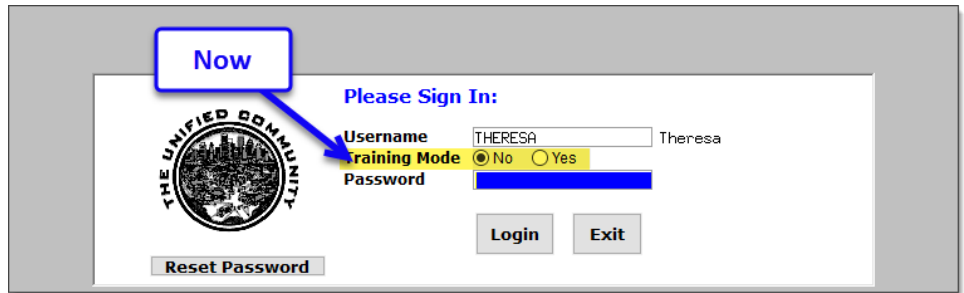 Now
Please Sign In:
THE UNIFIED COMMUNITY
Username THERESA Theresa
Training Mode No Yes
Password
Login Exit
Reset Password